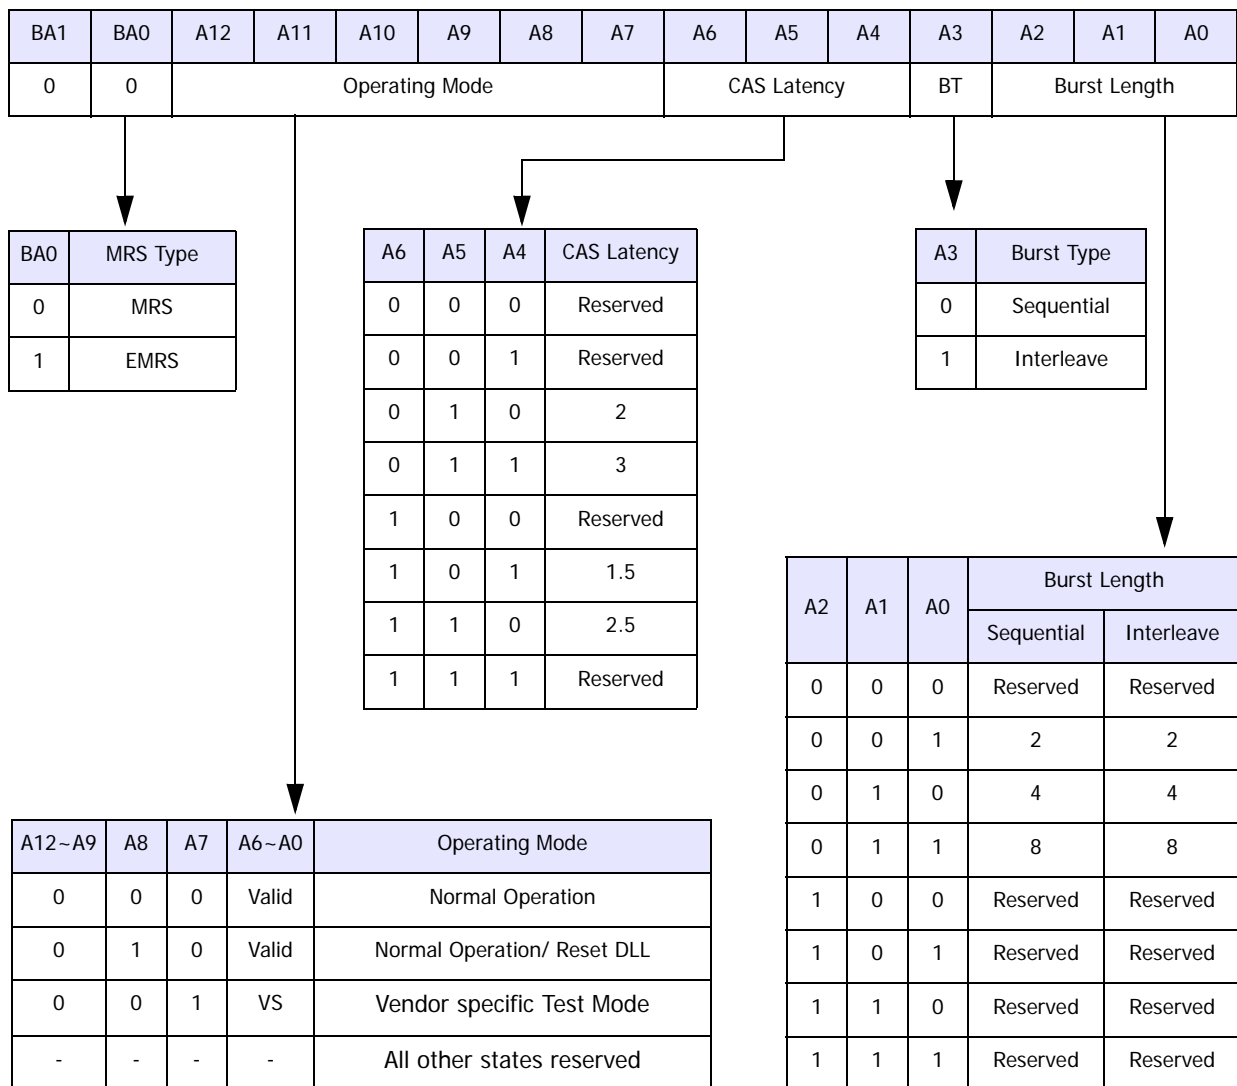 BA1 BA0 A12 A11 A10 A9 A8 A7 A6 A5 A4 A3 A2 A1 A0
0 0 Operating Mode CAS Latency BT Burst Length
BA0 MRS Type
0 MRS
1 EMRS
A6 A5 A4 CAS Latency
0 0 0 Reserved
0 0 1 Reserved
0 1 0 2
0 1 1 3
1 0 0 Reserved
1 0 1 1.5
1 1 0 2.5
1 1 1 Reserved
A3 Burst Type
0 Sequential
1 Interleave
A12~A9 A8 A7 A6~A0 Operating Mode
0 0 0 Valid Normal Operation
0 1 0 Valid Normal Operation/ Reset DLL
0 0 1 VS Vendor specific Test Mode
- - - - All other states reserved
A2 A1 A0 Burst Length
Sequential Interleave
0 0 0 Reserved Reserved
0 0 1 2 2
0 1 0 4 4
0 1 1 8 8
1 0 0 Reserved Reserved
1 0 1 Reserved Reserved
1 1 0 Reserved Reserved
1 1 1 Reserved Reserved